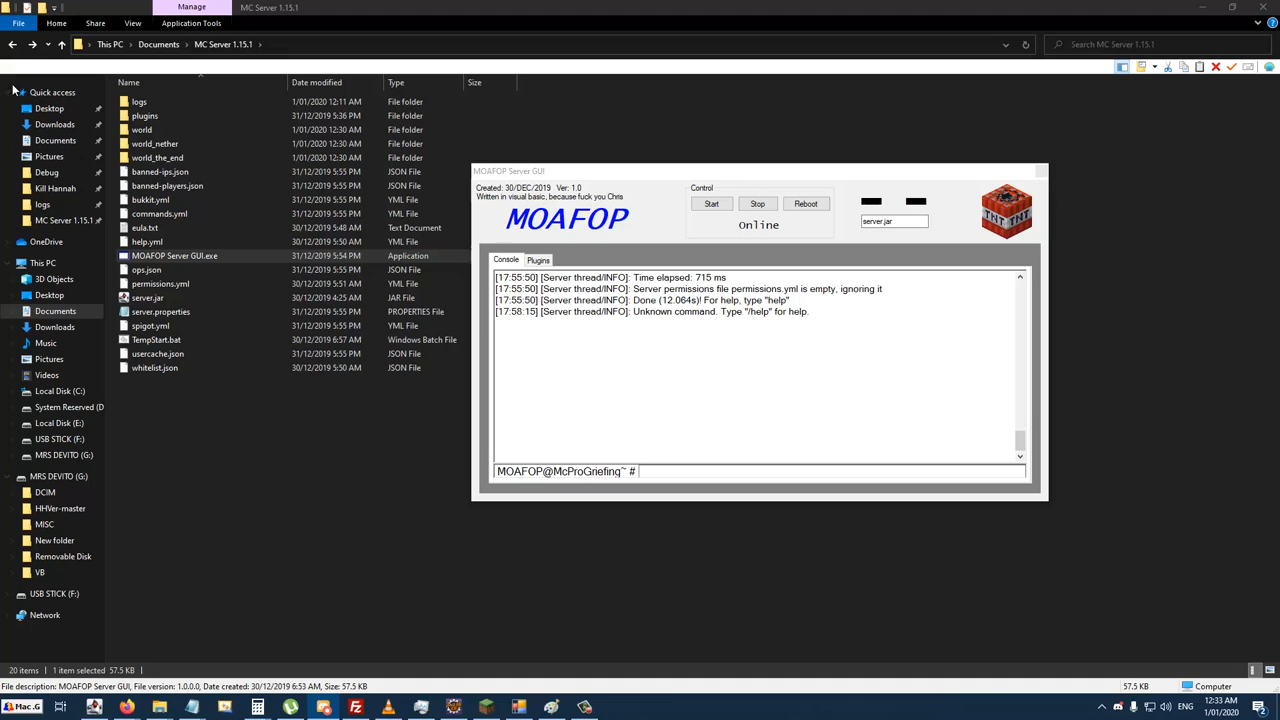 Manage
MC Server 1.15.1
File
Home
Share
View
Application Tools
This PC
Documents
MC Server 1.15.1
Search MC Server 1.15.1
Name
Date modified
Type
Size
Quick access
Desktop
Downloads
Documents
Pictures
Debug
Kill Hannah
logs
MC Server 1.15.1
OneDrive
This PC
3D Objects
Desktop
Documents
Downloads
Music
Pictures
Videos
Local Disk (C:)
System Reserved (D
Local Disk (E:)
USB STICK (F:)
MRS DEVITO (G:)
MRS DEVITO (G:)
DCIM
HHVer-master
MISC
New folder
Removable Disk
VB
USB STICK (F:)
Network
logs 1/01/2020 12:11 AM File folder
plugins 31/12/2019 5:36 PM File folder
world 1/01/2020 12:30 AM File folder
world_nether 1/01/2020 12:30 AM File folder
world_the_end 1/01/2020 12:30 AM File folder
banned-ips.json 31/12/2019 5:55 PM JSON File
banned-players.json 31/12/2019 5:55 PM JSON File
bukkit.yml 31/12/2019 5:55 PM YML File
commands.yml 31/12/2019 5:55 PM YML File
eula.txt 30/12/2019 5:48 AM Text Document
help.yml 30/12/2019 5:50 AM YML File
MOAFOP Server GUI.exe 31/12/2019 5:54 PM Application
ops.json 31/12/2019 5:55 PM JSON File
permissions.yml 30/12/2019 5:51 AM YML File
server.jar 30/12/2019 4:25 AM JAR File
server.properties 31/12/2019 5:55 PM PROPERTIES File
spigot.yml 31/12/2019 5:55 PM YML File
TempStart.bat 30/12/2019 6:57 AM Windows Batch File
usercache.json 31/12/2019 5:55 PM JSON File
whitelist.json 30/12/2019 5:50 AM JSON File
MOAFOP Server GUI
Created: 30/DEC/2019 Ver: 1.0
Written in visual basic, because fuck you Chris
MOAFOP
Control
Start
Stop
Reboot
Online
server.jar
TNT TNT
Console
Plugins
[17:55:50] [Server thread/INFO]: Time elapsed: 715 ms
[17:55:50] [Server thread/INFO]: Server permissions file permissions.yml is empty, ignoring it
[17:55:50] [Server thread/INFO]: Done (12.064s)! For help, type "help"
[17:58:15] [Server thread/INFO]: Unknown command. Type "/help" for help.
MOAFOP@McProGriefing~ #
20 items
1 item selected 57.5 KB
File description: MOAFOP Server GUI, File version: 1.0.0.0, Date created: 30/12/2019 6:53 AM, Size: 57.5 KB
57.5 KB
Computer
Mac.G
ENG
12:33 AM
1/01/2020
2